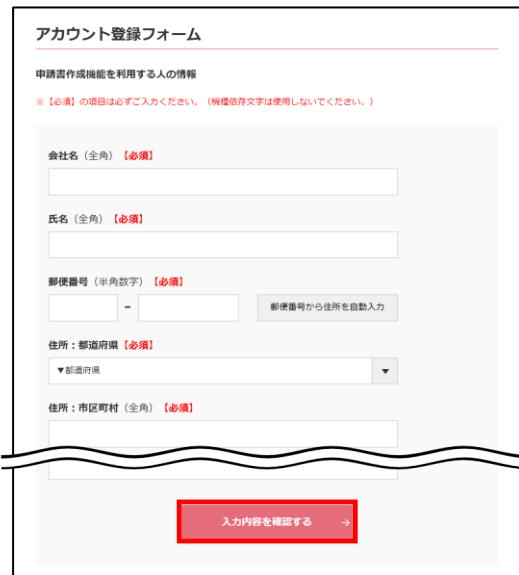 アカウント登録フォーム
申請書作成機能を利用する人の情報
※【必須】の項目は必ずご入力ください。（機種依存文字は使用しないでください。）
会社名（全角）【必須】
氏名（全角）【必須】
郵便番号（半角数字）【必須】
－ 郵便番号から住所を自動入力
住所：都道府県【必須】
▼都道府県 ▼
住所：市区町村（全角）【必須】
入力内容を確認する →